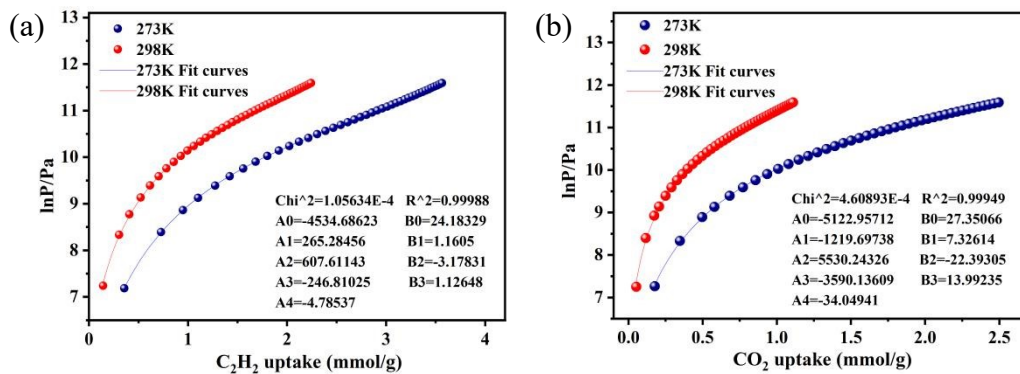 (a)
13
12
11
10
9
8
7
lnP/Pa
273K
298K
273K Fit curves
298K Fit curves
Chi^2=1.05634E-4 R^2=0.99988
A0=-4534.68623 B0=24.18329
A1=265.28456 B1=1.1605
A2=607.61143 B2=-3.17831
A3=-246.81025 B3=1.12648
A4=-4.78537
0 1 2 3 4
C₂H₂ uptake (mmol/g)
(b)
13
12
11
10
9
8
7
lnP/Pa
273K
298K
273K Fit curves
298K Fit curves
Chi^2=4.60893E-4 R^2=0.99949
A0=-5122.95712 B0=27.35066
A1=-1219.69738 B1=7.32614
A2=5530.24326 B2=-22.39305
A3=-3590.13609 B3=13.99235
A4=-34.04941
0.0 0.5 1.0 1.5 2.0 2.5
CO₂ uptake (mmol/g)